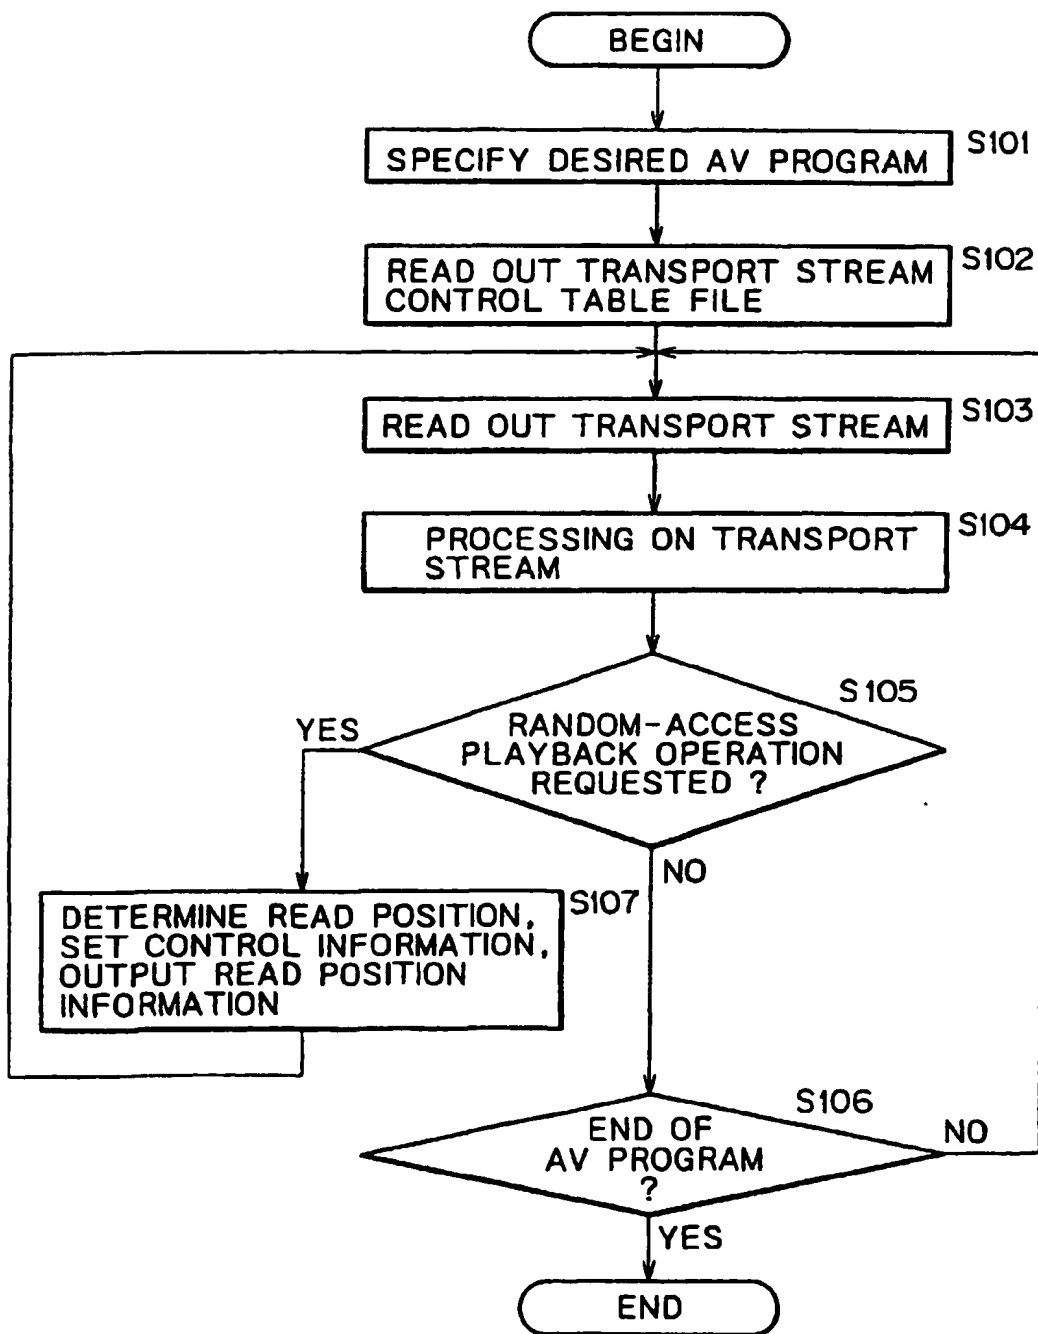 BEGIN
SPECIFY DESIRED AV PROGRAM
S101
READ OUT TRANSPORT STREAM
CONTROL TABLE FILE
S102
READ OUT TRANSPORT STREAM
S103
PROCESSING ON TRANSPORT
STREAM
S104
S105
RANDOM-ACCESS
PLAYBACK OPERATION
REQUESTED ?
YES
NO
S107
DETERMINE READ POSITION,
SET CONTROL INFORMATION,
OUTPUT READ POSITION
INFORMATION
S106
END OF
AV PROGRAM
?
NO
YES
END